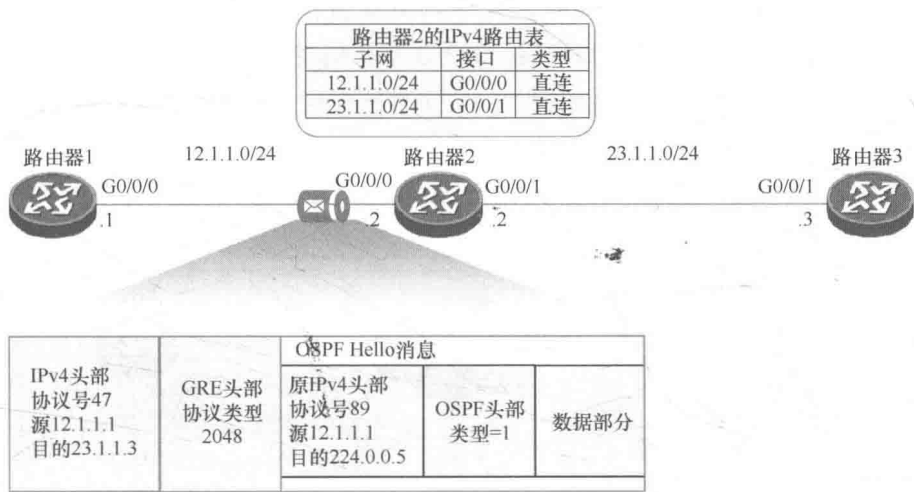 路由器2的IPv4路由表
子网 接口 类型
12.1.1.0/24 G0/0/0 直连
23.1.1.0/24 G0/0/1 直连
路由器1 12.1.1.0/24 路由器2 23.1.1.0/24 路由器3
G0/0/0 G0/0/0 G0/0/1 G0/0/1
.1 .2 .2 .3
OSPF Hello消息
IPv4头部
协议号47
源12.1.1.1
目的23.1.1.3
GRE头部
协议类型
2048
原IPv4头部
协议号89
源12.1.1.1
目的224.0.0.5
OSPF头部
类型=1
数据部分